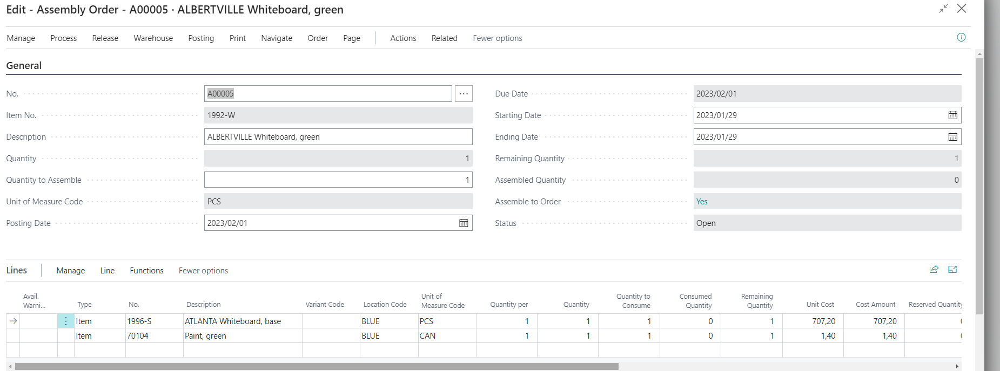 Edit - Assembly Order - A00005 · ALBERTVILLE Whiteboard, green
Manage Process Release Warehouse Posting Print Navigate Order Page Actions Related Fewer options
General
No. A00005
Item No. 1992-W
Description ALBERTVILLE Whiteboard, green
Quantity 1
Quantity to Assemble 1
Unit of Measure Code PCS
Posting Date 2023/02/01
Due Date 2023/02/01
Starting Date 2023/01/29
Ending Date 2023/01/29
Remaining Quantity 1
Assembled Quantity 0
Assemble to Order Yes
Status Open
Lines Manage Line Functions Fewer options
Avail. Warni... Type No. Description Variant Code Location Code Unit of Measure Code Quantity per Quantity Quantity to Consume Consumed Quantity Remaining Quantity Unit Cost Cost Amount Reserved Quantity
Item 1996-S ATLANTA Whiteboard, base BLUE PCS 1 1 1 0 1 707,20 707,20
Item 70104 Paint, green BLUE CAN 1 1 1 0 1 1,40 1,40